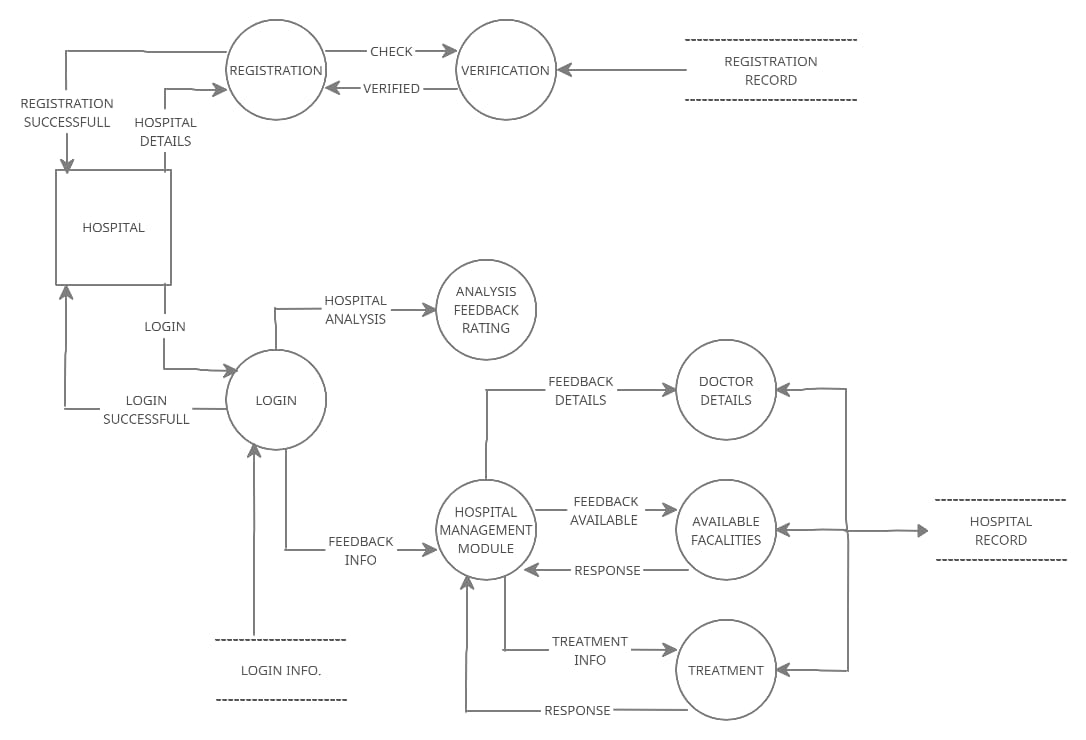 CHECK
REGISTRATION
VERIFICATION
REGISTRATION
RECORD
VERIFIED
REGISTRATION
SUCCESSFULL
HOSPITAL
DETAILS
HOSPITAL
ANALYSIS
FEEDBACK
RATING
HOSPITAL
ANALYSIS
LOGIN
LOGIN
LOGIN
SUCCESSFULL
FEEDBACK
DETAILS
DOCTOR
DETAILS
HOSPITAL
MANAGEMENT
MODULE
FEEDBACK
AVAILABLE
AVAILABLE
FACALITIES
HOSPITAL
RECORD
FEEDBACK
INFO
RESPONSE
LOGIN INFO.
TREATMENT
INFO
TREATMENT
RESPONSE